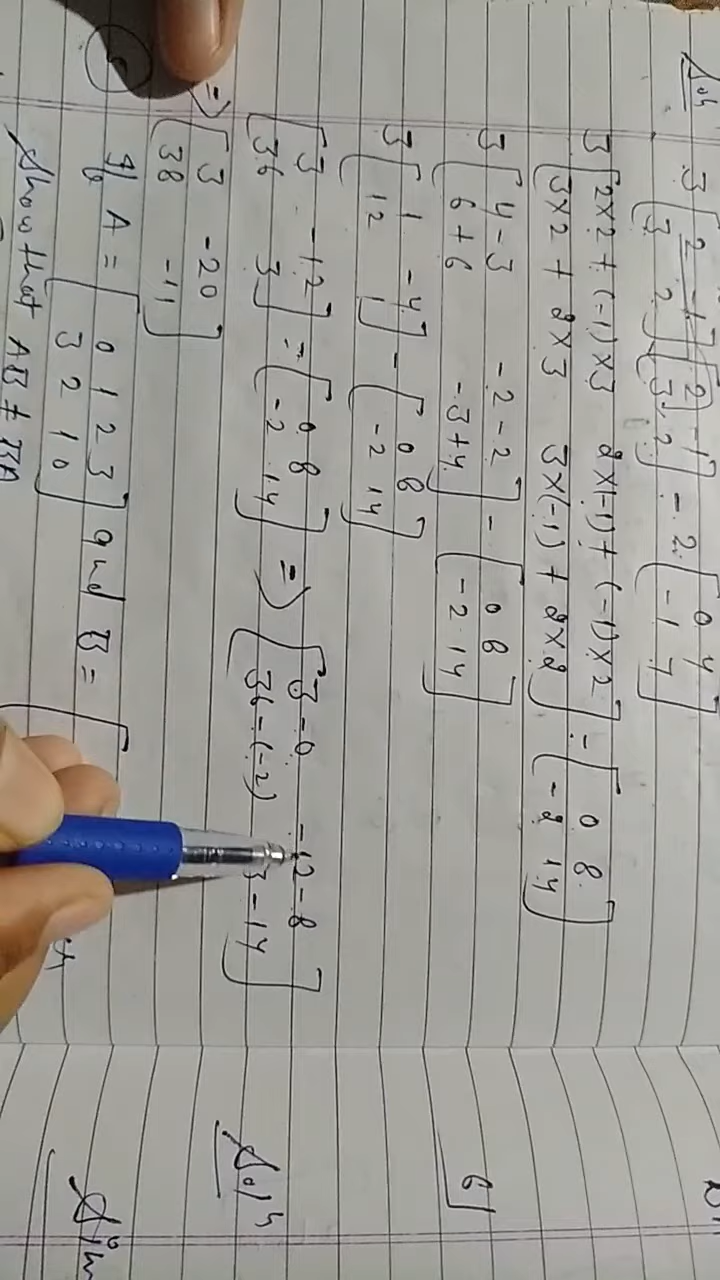 Sol
3 [2 -1] [2 -1] - 2 [0 4]
[3 2] [3 2] [-1 7]
3 [2×2 + (-1)×3 2×(-1) + (-1)×2] - [0 8]
[3×2 + 2×3 3×(-1) + 2×2] [-2 14]
3 [4-3 -2-2] - [0 8]
[6+6 -3+4] [-2 14]
3 [1 -4] - [0 8]
[12 1] [-2 14]
[3 -12] = [0 8] => [3-0 -12-8]
[36 3] [-2 14] [36-(-2) 3-14]
=> [3 -20]
[38 -11]
If A = [0 1 2 3] and B = [
[3 2 1 0]
Show that AB ≠ BA
6
Solⁿ